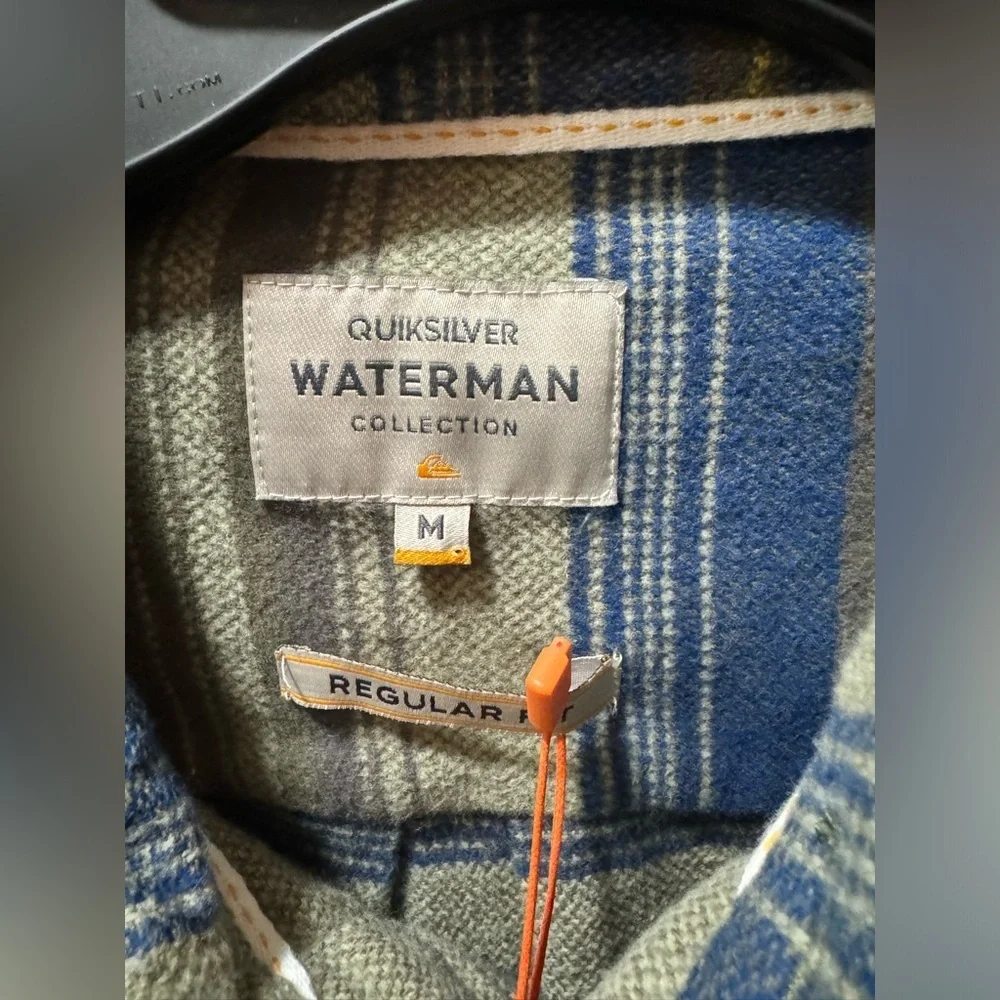 QUIKSILVER
WATERMAN
COLLECTION
M
REGULAR